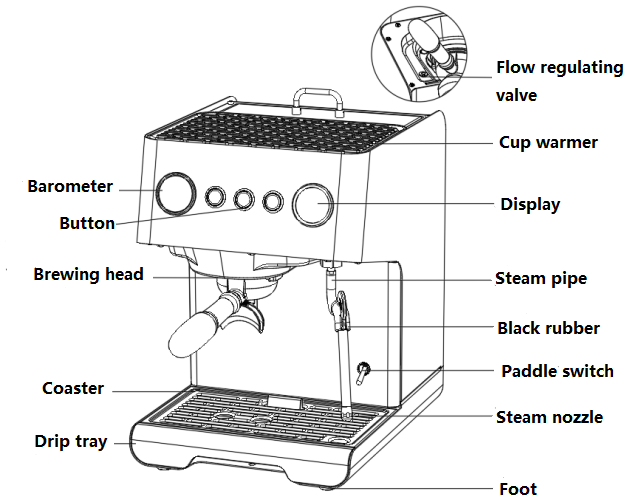 Flow regulating
valve
Cup warmer
Barometer
Display
Button
Brewing head
Steam pipe
Black rubber
Paddle switch
Coaster
Steam nozzle
Drip tray
Foot